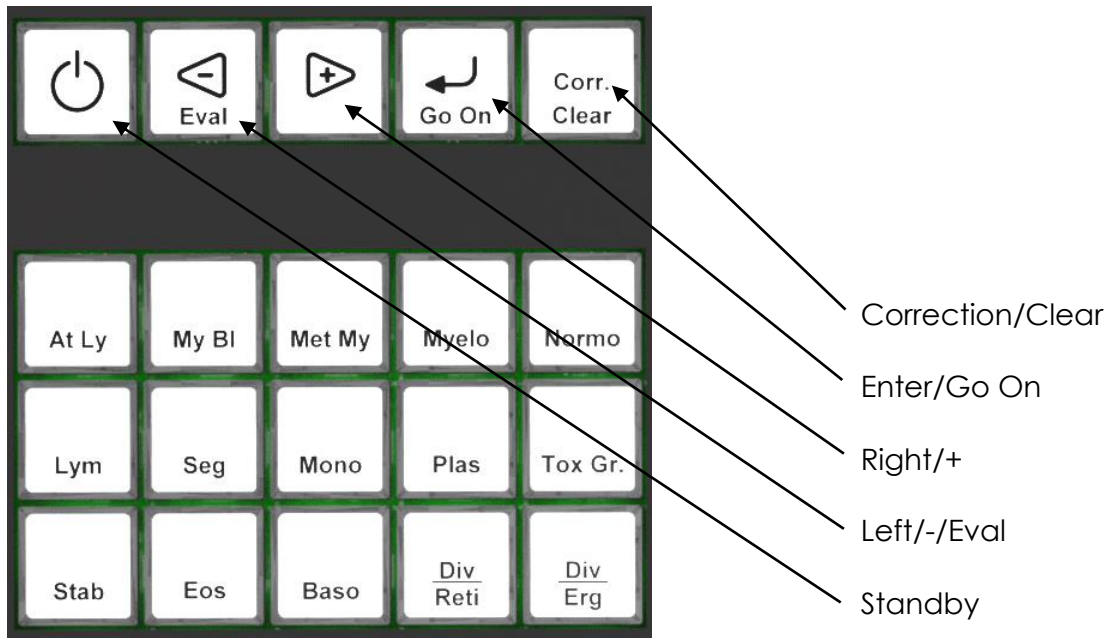 Eval
Go On
Corr.
Clear
At Ly
My Bl
Met My
Myelo
Normo
Lym
Seg
Mono
Plas
Tox Gr.
Stab
Eos
Baso
Div
Reti
Div
Erg
Correction/Clear
Enter/Go On
Right/+
Left/-/Eval
Standby